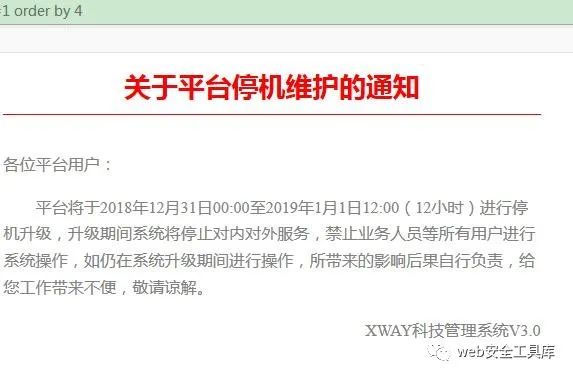 =1 order by 4
关于平台停机维护的通知
各位平台用户：
平台将于2018年12月31日00:00至2019年1月1日12:00（12小时）进行停
机升级，升级期间系统将停止对内对外服务，禁止业务人员等所有用户进行
系统操作，如仍在系统升级期间进行操作，所带来的影响后果自行负责，给
您工作带来不便，敬请谅解。
XWAY科技管理系统V3.0
web安全工具库